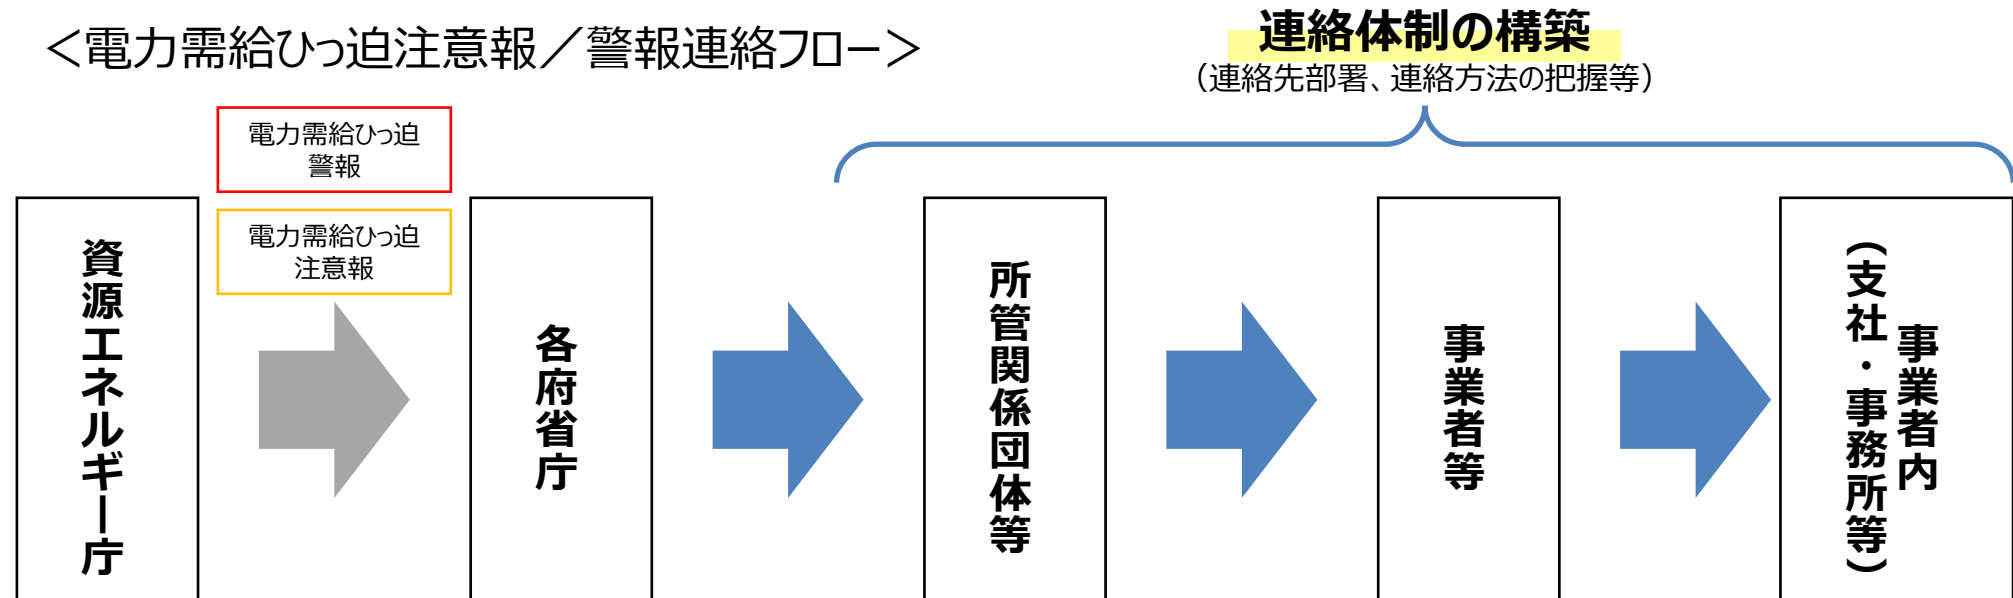 ＜電力需給ひっ迫注意報／警報連絡フロー＞
連絡体制の構築
（連絡先部署、連絡方法の把握等）
電力需給ひっ迫
警報
電力需給ひっ迫
注意報
資源エネルギー庁
各府省庁
所管関係団体等
事業者等
事業者内
（支社・事務所等）